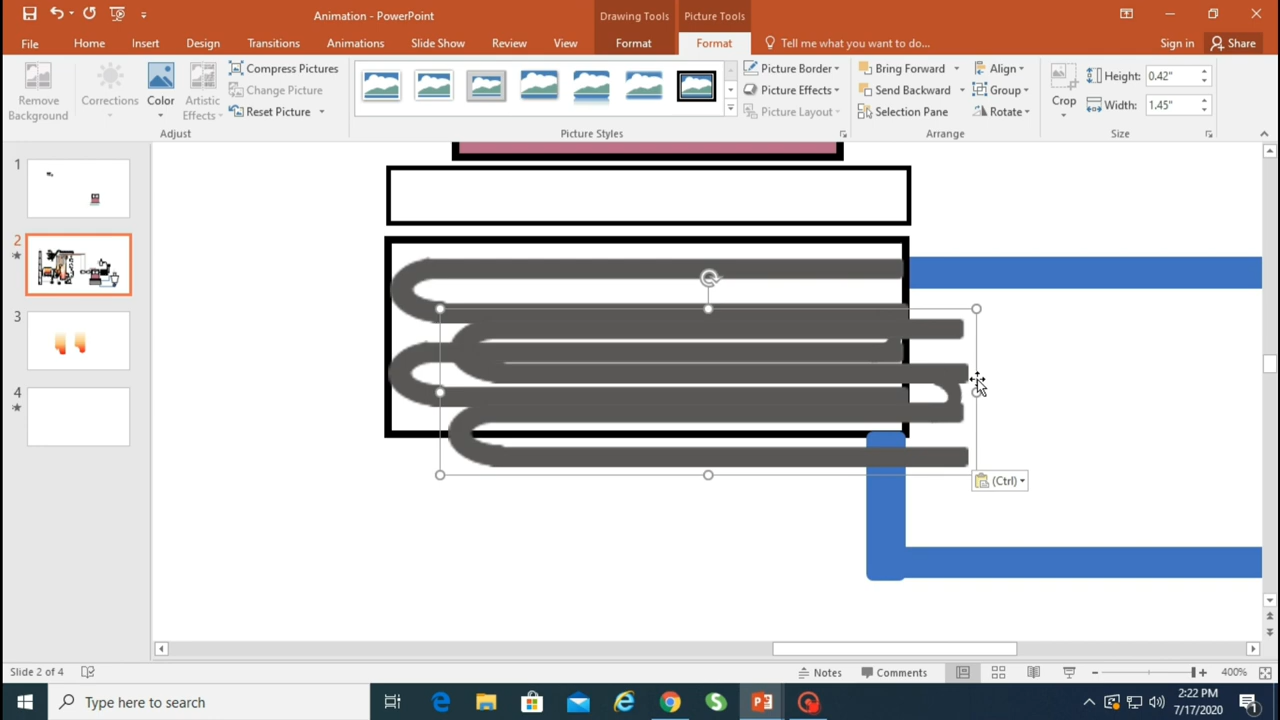 Animation - PowerPoint
Drawing Tools
Picture Tools
File
Home
Insert
Design
Transitions
Animations
Slide Show
Review
View
Format
Format
Tell me what you want to do...
Sign in
Share
Remove Background
Corrections
Color
Artistic Effects
Compress Pictures
Change Picture
Reset Picture
Adjust
Picture Styles
Picture Border
Picture Effects
Picture Layout
Bring Forward
Send Backward
Selection Pane
Align
Group
Rotate
Arrange
Crop
Height: 0.42"
Width: 1.45"
Size
1
2
3
4
(Ctrl)
Slide 2 of 4
Notes
Comments
400%
Type here to search
2:22 PM
7/17/2020
1